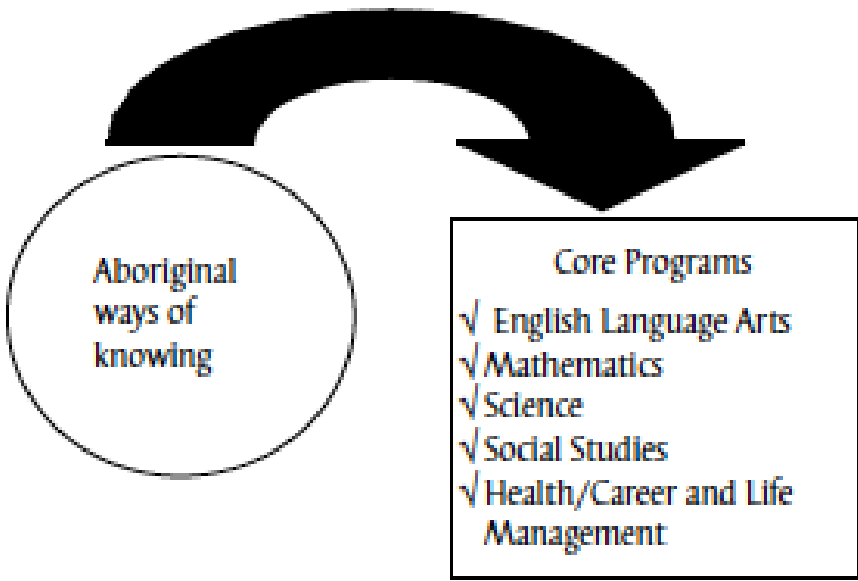 Aboriginal
ways of
knowing
Core Programs
√ English Language Arts
√ Mathematics
√ Science
√ Social Studies
√ Health/Career and Life
Management